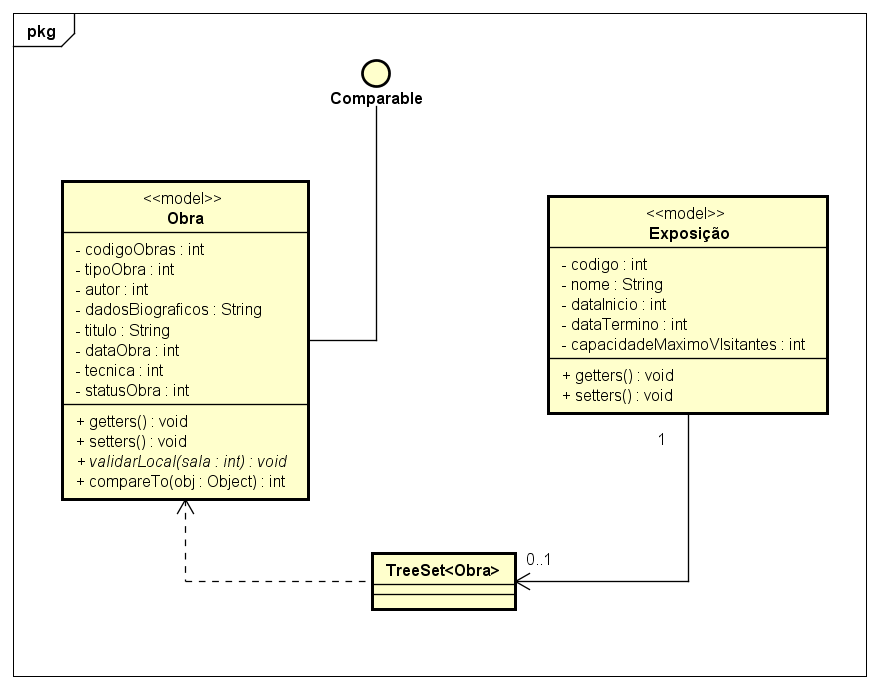 pkg
Comparable
<<model>>
Obra
- codigoObras : int
- tipoObra : int
- autor : int
- dadosBiograficos : String
- titulo : String
- dataObra : int
- tecnica : int
- statusObra : int
+ getters() : void
+ setters() : void
+ validarLocal(sala : int) : void
+ compareTo(obj : Object) : int
<<model>>
Exposição
- codigo : int
- nome : String
- dataInicio : int
- dataTermino : int
- capacidadeMaximoVIsitantes : int
+ getters() : void
+ setters() : void
1
0..1
TreeSet<Obra>